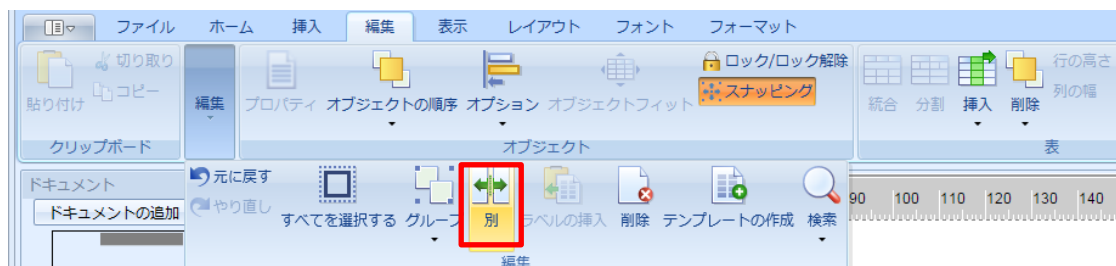 ファイル ホーム 挿入 編集 表示 レイアウト フォント フォーマット
切り取り
コピー
貼り付け
クリップボード
編集
プロパティ オブジェクトの順序 オプション オブジェクトフィット
ロック/ロック解除
スナッピング
オブジェクト
統合 分割 挿入 削除
行の高さ
列の幅
表
ドキュメント
ドキュメントの追加
元に戻す
やり直し
すべてを選択する グループ 別 ラベルの挿入 削除 テンプレートの作成 検索
編集
90 100 110 120 130 140